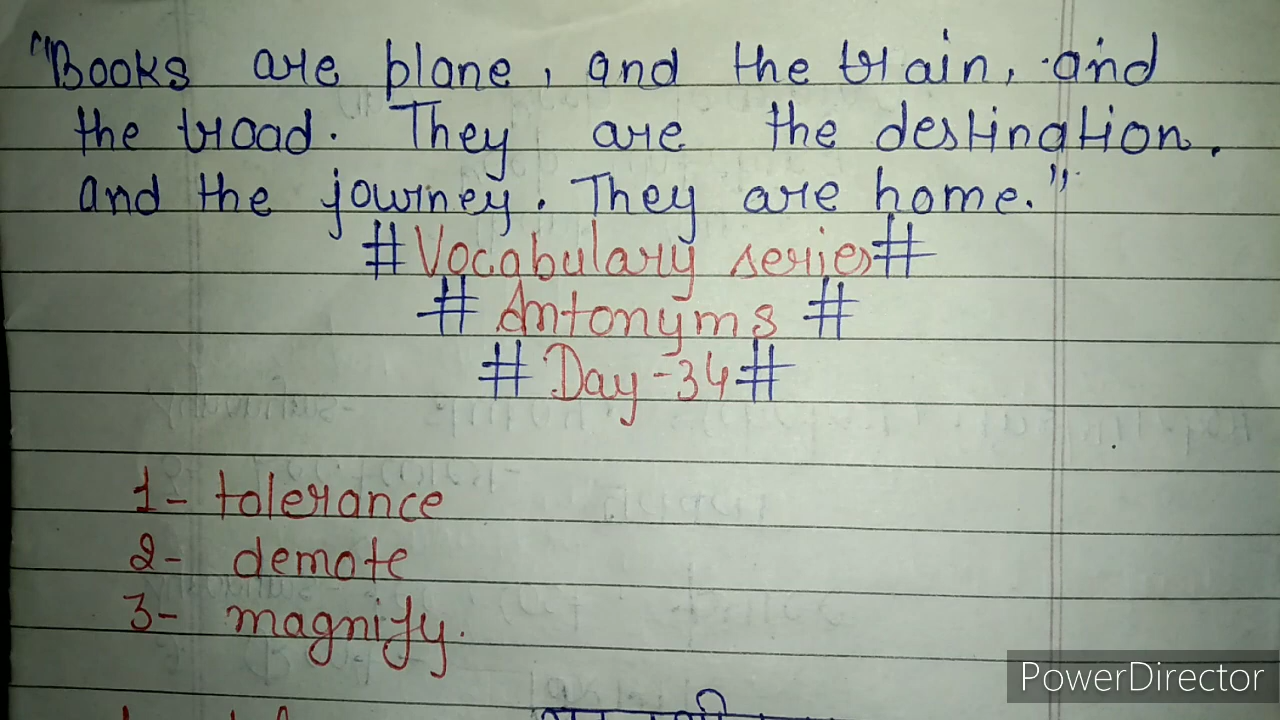 "Books are plane, and the train, and
the road. They are the destination,
and the journey. They are home."
#Vocabulary series#
# Antonyms #
# Day-34#
1- tolerance
2- demote
3- magnify.
PowerDirector